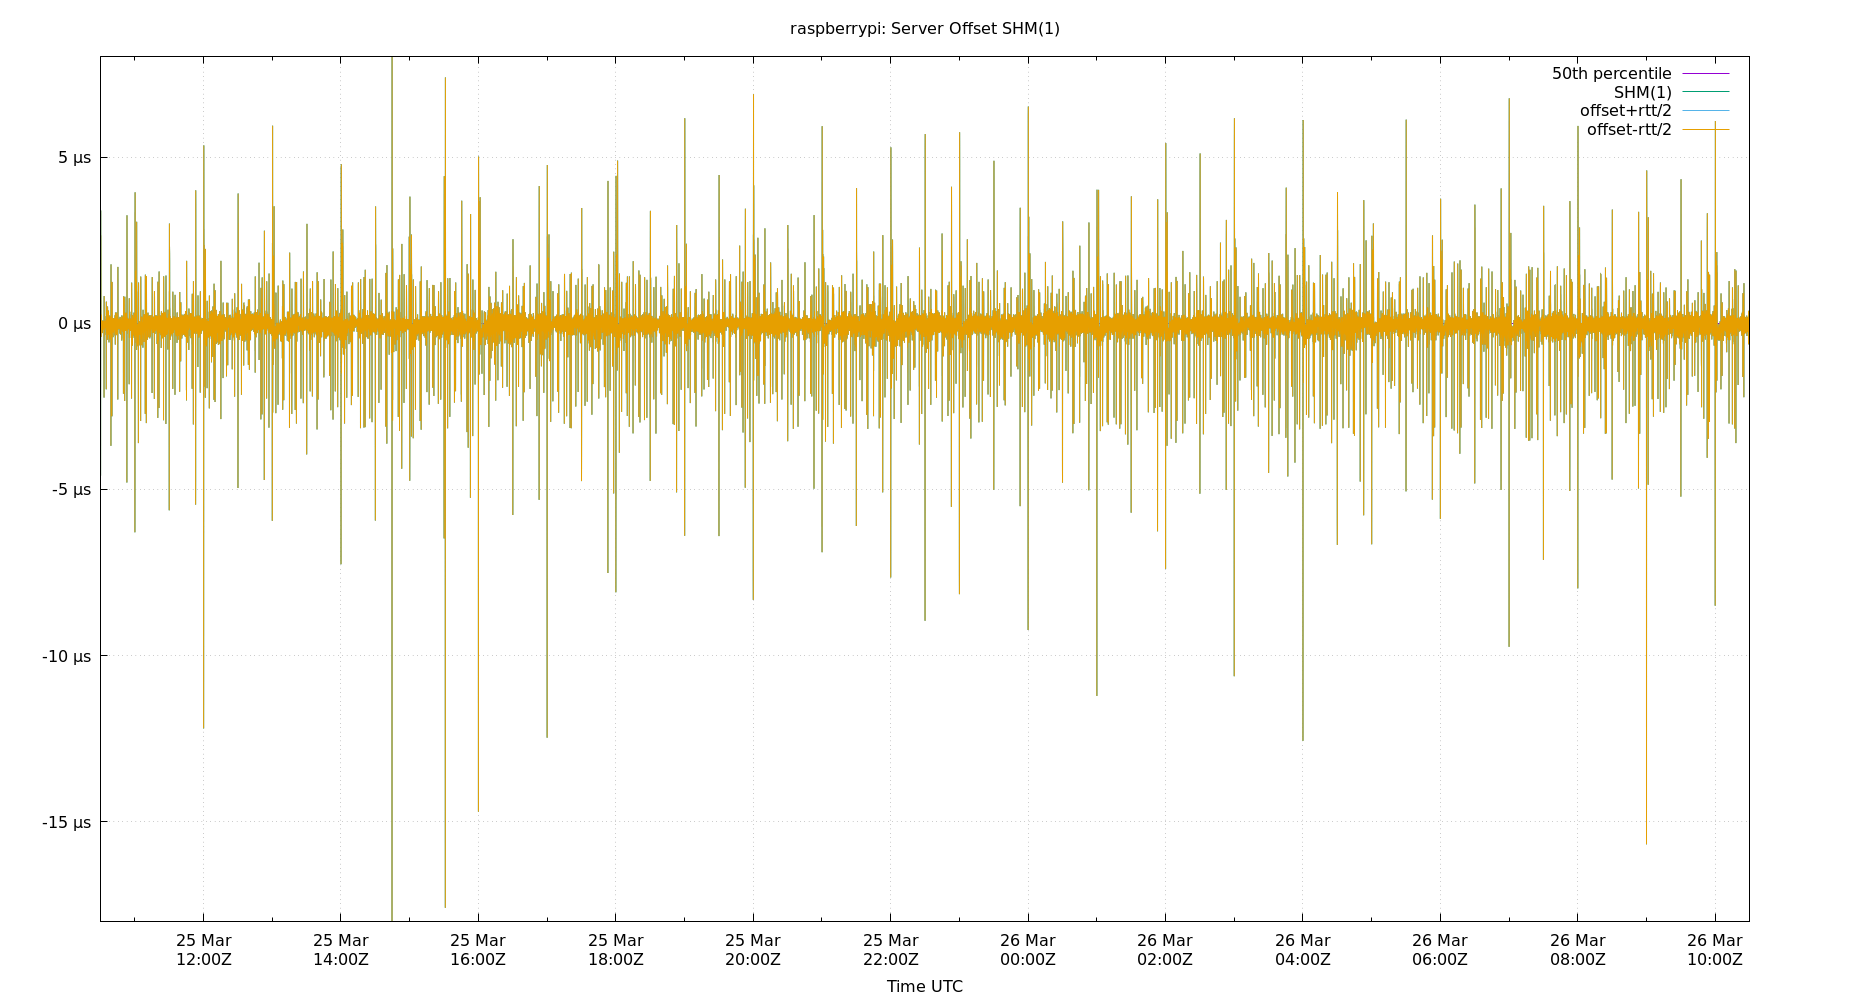 raspberrypi: Server Offset SHM(1)
50th percentile
SHM(1)
offset+rtt/2
offset-rtt/2
5 µs
0 µs
-5 µs
-10 µs
-15 µs
25 Mar 25 Mar 25 Mar 25 Mar 25 Mar 25 Mar 26 Mar 26 Mar 26 Mar 26 Mar 26 Mar 26 Mar
12:00Z 14:00Z 16:00Z 18:00Z 20:00Z 22:00Z 00:00Z 02:00Z 04:00Z 06:00Z 08:00Z 10:00Z
Time UTC